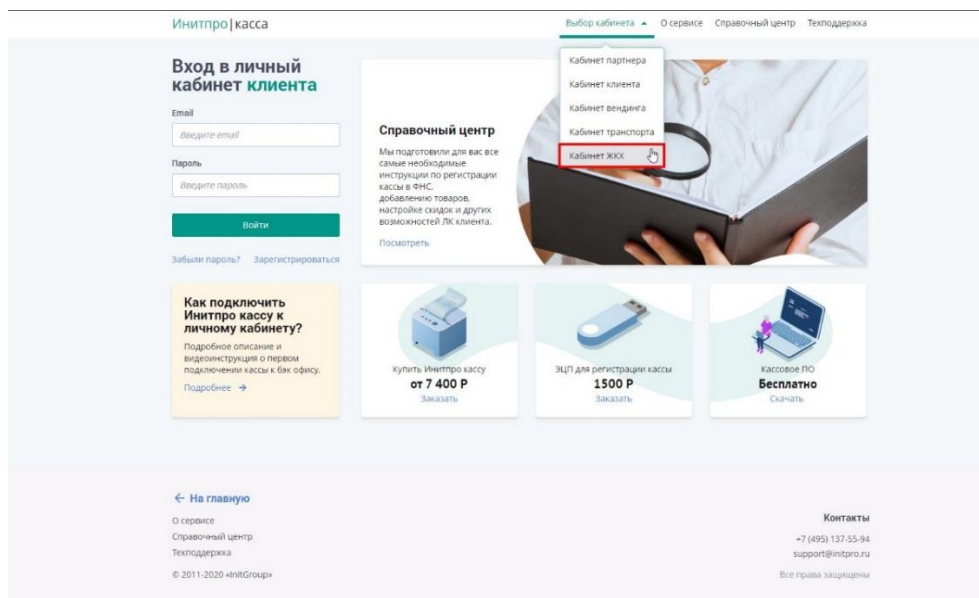 Инитпро|касса
Выбор кабинета О сервисе Справочный центр Техподдержка
Кабинет партнера
Кабинет клиента
Кабинет вендинга
Кабинет транспорта
Кабинет ЖКХ
Вход в личный
кабинет клиента
Email
Введите email
Пароль
Введите пароль
Войти
Забыли пароль? Зарегистрироваться
Справочный центр
Мы подготовили для вас все
самые необходимые
инструкции по регистрации
кассы в ФНС,
добавлению товаров,
настройке скидок и других
возможностей ЛК клиента.
Посмотреть
Как подключить
Инитпро кассу к
личному кабинету?
Подробное описание и
видеоинструкция о первом
подключении кассы к бэк офису.
Подробнее →
Купить Инитпро кассу
от 7 400 Р
Заказать
ЭЦП для регистрации кассы
1500 Р
Заказать
Кассовое ПО
Бесплатно
Скачать
← На главную
О сервисе
Справочный центр
Техподдержка
© 2011-2020 «InitGroup»
Контакты
+7 (495) 137-55-94
support@initpro.ru
Все права защищены